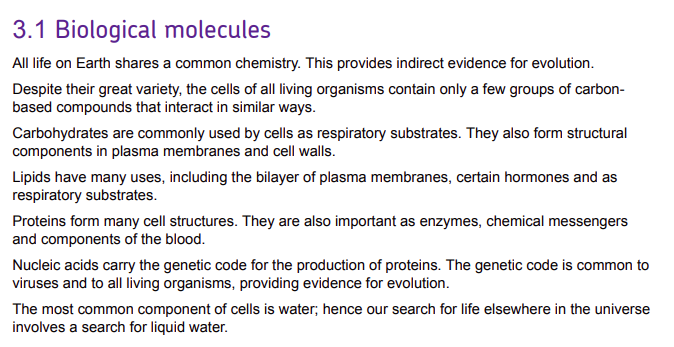 3.1 Biological molecules
All life on Earth shares a common chemistry. This provides indirect evidence for evolution.
Despite their great variety, the cells of all living organisms contain only a few groups of carbon-
based compounds that interact in similar ways.
Carbohydrates are commonly used by cells as respiratory substrates. They also form structural
components in plasma membranes and cell walls.
Lipids have many uses, including the bilayer of plasma membranes, certain hormones and as
respiratory substrates.
Proteins form many cell structures. They are also important as enzymes, chemical messengers
and components of the blood.
Nucleic acids carry the genetic code for the production of proteins. The genetic code is common to
viruses and to all living organisms, providing evidence for evolution.
The most common component of cells is water; hence our search for life elsewhere in the universe
involves a search for liquid water.